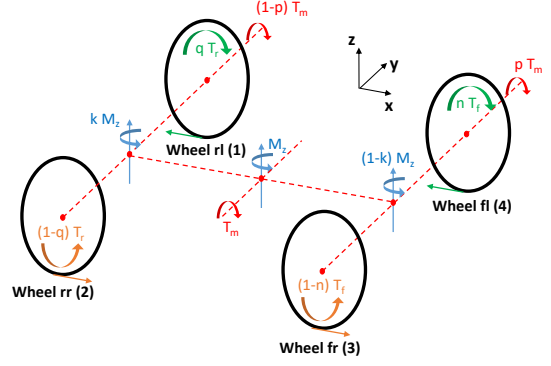 (1-p) T_m
q T_r
z
y
x
p T_m
n T_f
k M_z
M_z
(1-k) M_z
Wheel rl (1)
Wheel fl (4)
(1-q) T_r
T_m
(1-n) T_f
Wheel rr (2)
Wheel fr (3)